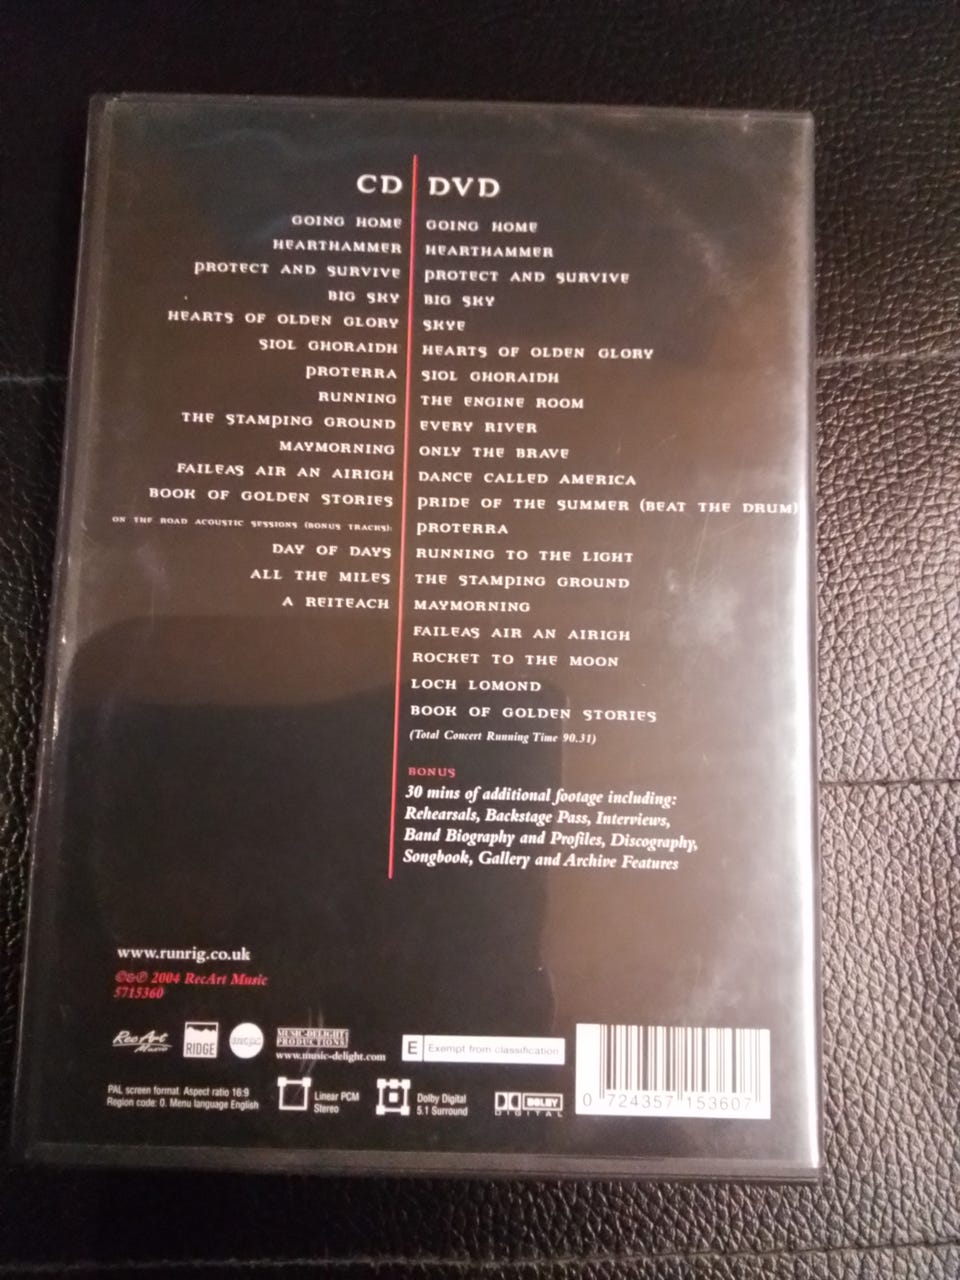 CD
GOING HOME
HEARTHAMMER
PROTECT AND SURVIVE
BIG SKY
HEARTS OF OLDEN GLORY
SIOL GHORAIDH
PROTERRA
RUNNING
THE STAMPING GROUND
MAYMORNING
FAILEAS AIR AN AIRIGH
BOOK OF GOLDEN STORIES
ON THE ROAD ACOUSTIC SESSIONS (BONUS TRACKS):
DAY OF DAYS
ALL THE MILES
A REITEACH
DVD
GOING HOME
HEARTHAMMER
PROTECT AND SURVIVE
BIG SKY
SKYE
HEARTS OF OLDEN GLORY
SIOL GHORAIDH
THE ENGINE ROOM
EVERY RIVER
ONLY THE BRAVE
DANCE CALLED AMERICA
PRIDE OF THE SUMMER (BEAT THE DRUM)
PROTERRA
RUNNING TO THE LIGHT
THE STAMPING GROUND
MAYMORNING
FAILEAS AIR AN AIRIGH
ROCKET TO THE MOON
LOCH LOMOND
BOOK OF GOLDEN STORIES
(Total Concert Running Time 90.31)
BONUS
30 mins of additional footage including:
Rehearsals, Backstage Pass, Interviews,
Band Biography and Profiles, Discography,
Songbook, Gallery and Archive Features
www.runrig.co.uk
©&℗ 2004 RecArt Music
5715360
Rec Art
Music
RIDGE
MUSIC-DELIGHT
PRODUCTIONS
www.music-delight.com
E Exempt from classification
PAL screen format. Aspect ratio 16:9
Region code: 0. Menu language English
Linear PCM
Stereo
Dolby Digital
5.1 Surround
DOLBY
DIGITAL
0 724357 153607